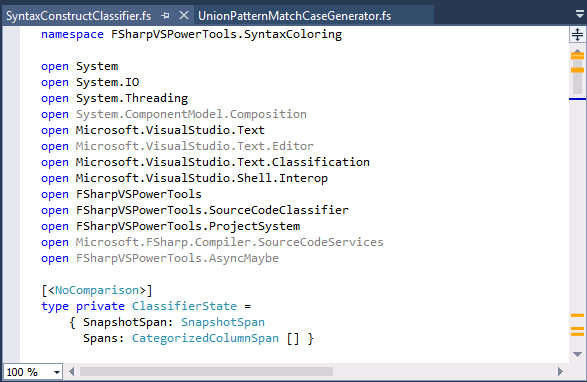 SyntaxConstructClassifier.fs UnionPatternMatchCaseGenerator.fs
namespace FSharpVSPowerTools.SyntaxColoring
open System
open System.IO
open System.Threading
open System.ComponentModel.Composition
open Microsoft.VisualStudio.Text
open Microsoft.VisualStudio.Text.Editor
open Microsoft.VisualStudio.Text.Classification
open Microsoft.VisualStudio.Shell.Interop
open FSharpVSPowerTools
open FSharpVSPowerTools.SourceCodeClassifier
open FSharpVSPowerTools.ProjectSystem
open Microsoft.FSharp.Compiler.SourceCodeServices
open FSharpVSPowerTools.AsyncMaybe
[<NoComparison>]
type private ClassifierState =
{ SnapshotSpan: SnapshotSpan
Spans: CategorizedColumnSpan [] }
100 %